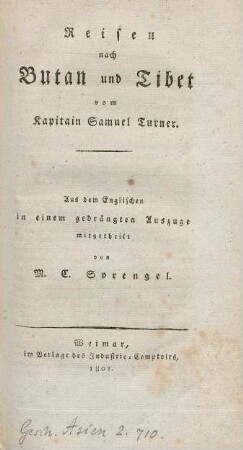 Reisen
nach
Butan und Tibet
vom
Kapitain Samuel Turner.
Aus dem Englischen
in einem gedrängten Auszuge
mitgetheilt
von
M. C. Sprengel.
Weimar,
im Verlage des Industrie-Comptoirs,
1801.
Geogr. Asien 2. 710.